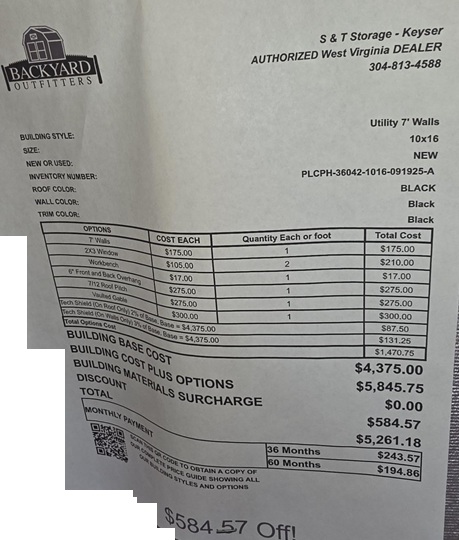 BACKYARD
OUTFITTERS
S & T Storage - Keyser
AUTHORIZED West Virginia DEALER
304-813-4588
BUILDING STYLE: Utility 7' Walls
SIZE: 10x16
NEW OR USED: NEW
INVENTORY NUMBER: PLCPH-36042-1016-091925-A
ROOF COLOR: BLACK
WALL COLOR: Black
TRIM COLOR: Black
OPTIONS COST EACH Quantity Each or foot Total Cost
7' Walls $175.00 1 $175.00
2X3 Window $105.00 2 $210.00
Workbench $17.00 1 $17.00
6" Front and Back Overhang $275.00 1 $275.00
7/12 Roof Pitch $275.00 1 $275.00
Vaulted Gable $300.00 1 $300.00
Tech Shield (On Roof Only) 2% of Base, Base = $4,375.00 $87.50
Tech Shield (On Walls Only) 3% of Base, Base = $4,375.00 $131.25
Total Options Cost $1,470.75
BUILDING BASE COST $4,375.00
BUILDING COST PLUS OPTIONS $5,845.75
BUILDING MATERIALS SURCHARGE $0.00
DISCOUNT $584.57
TOTAL $5,261.18
MONTHLY PAYMENT
36 Months $243.57
60 Months $194.86
SCAN THIS QR CODE TO OBTAIN A COPY OF
OUR COMPLETE PRICE GUIDE SHOWING ALL
OUR BUILDING STYLES AND OPTIONS
$584.57 Off!